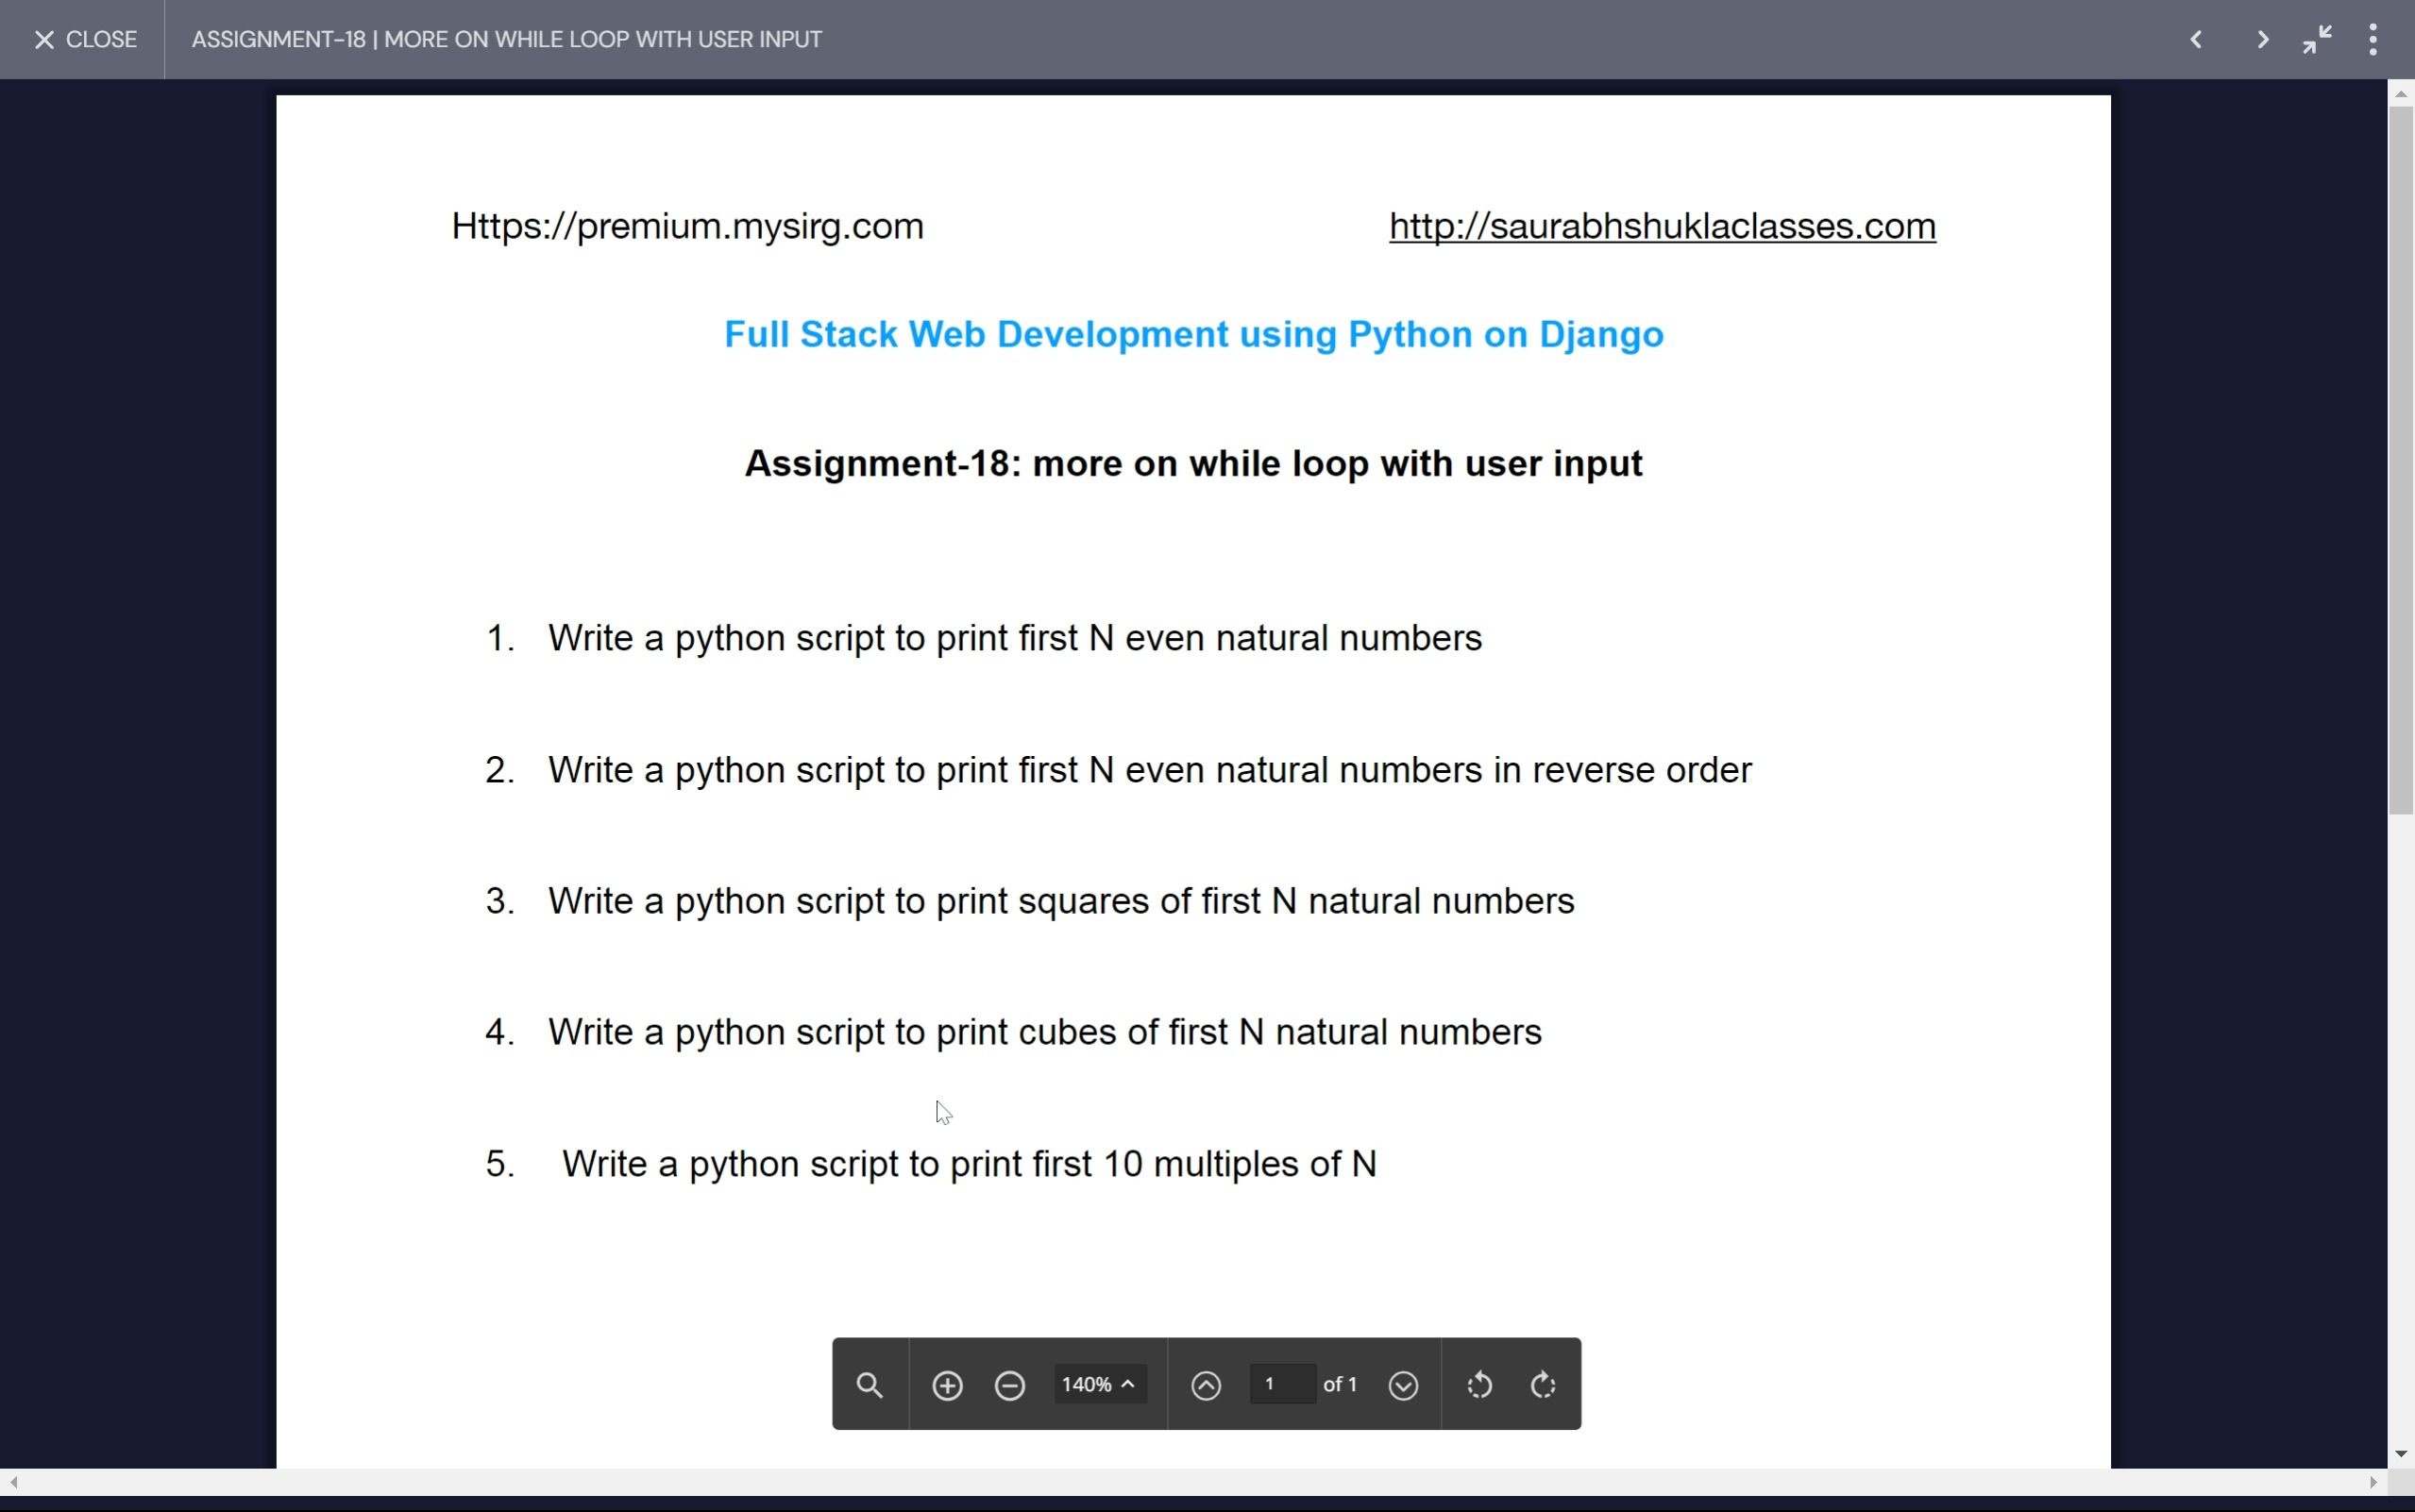 CLOSE ASSIGNMENT-18 | MORE ON WHILE LOOP WITH USER INPUT
Https://premium.mysirg.com http://saurabhshuklaclasses.com
Full Stack Web Development using Python on Django
Assignment-18: more on while loop with user input
1. Write a python script to print first N even natural numbers
2. Write a python script to print first N even natural numbers in reverse order
3. Write a python script to print squares of first N natural numbers
4. Write a python script to print cubes of first N natural numbers
5. Write a python script to print first 10 multiples of N
140% 1 of 1